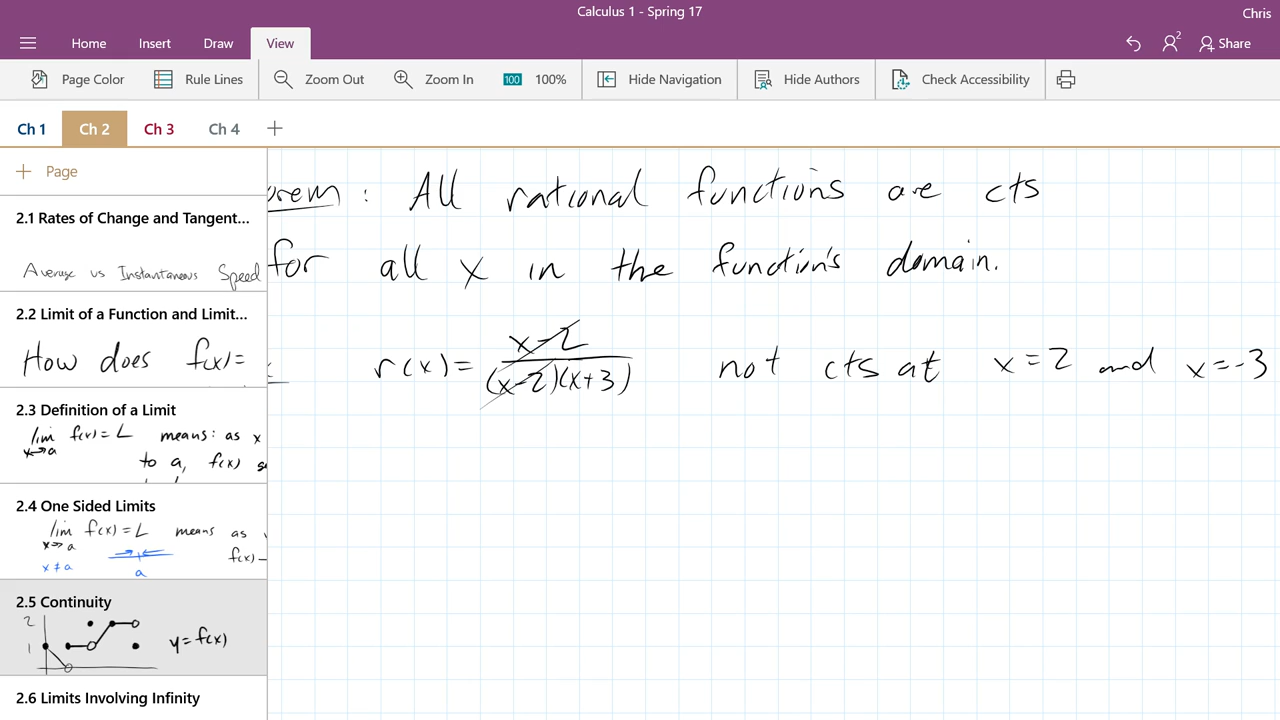 Calculus 1 - Spring 17
Chris
Home Insert Draw View
2 Share
Page Color Rule Lines Zoom Out Zoom In 100 100% Hide Navigation Hide Authors Check Accessibility
Ch 1 Ch 2 Ch 3 Ch 4 +
+ Page
2.1 Rates of Change and Tangent...
Average vs Instantaneous Speed
2.2 Limit of a Function and Limit...
How does f(x)=
2.3 Definition of a Limit
lim x→a f(x)=L means: as x
to a, f(x)
2.4 One Sided Limits
lim x→a f(x)=L means as
x≠a a f(x)
2.5 Continuity
2
1 y=f(x)
2.6 Limits Involving Infinity
orem: All rational functions are cts
for all x in the function's domain.
r(x)= x-2 / (x-2)(x+3) not cts at x=2 and x=-3